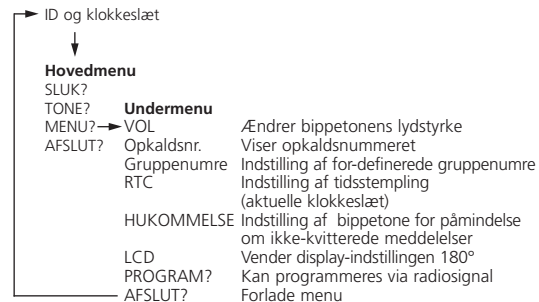 ID og klokkeslæt
Hovedmenu
SLUK?
TONE? Undermenu
MENU? VOL Ændrer bippetonens lydstyrke
AFSLUT? Opkaldsnr. Viser opkaldsnummeret
Gruppenumre Indstilling af for-definerede gruppenumre
RTC Indstilling af tidsstempling
(aktuelle klokkeslæt)
HUKOMMELSE Indstilling af bippetone for påmindelse
om ikke-kvitterede meddelelser
LCD Vender display-indstillingen 180°
PROGRAM? Kan programmeres via radiosignal
AFSLUT? Forlade menu